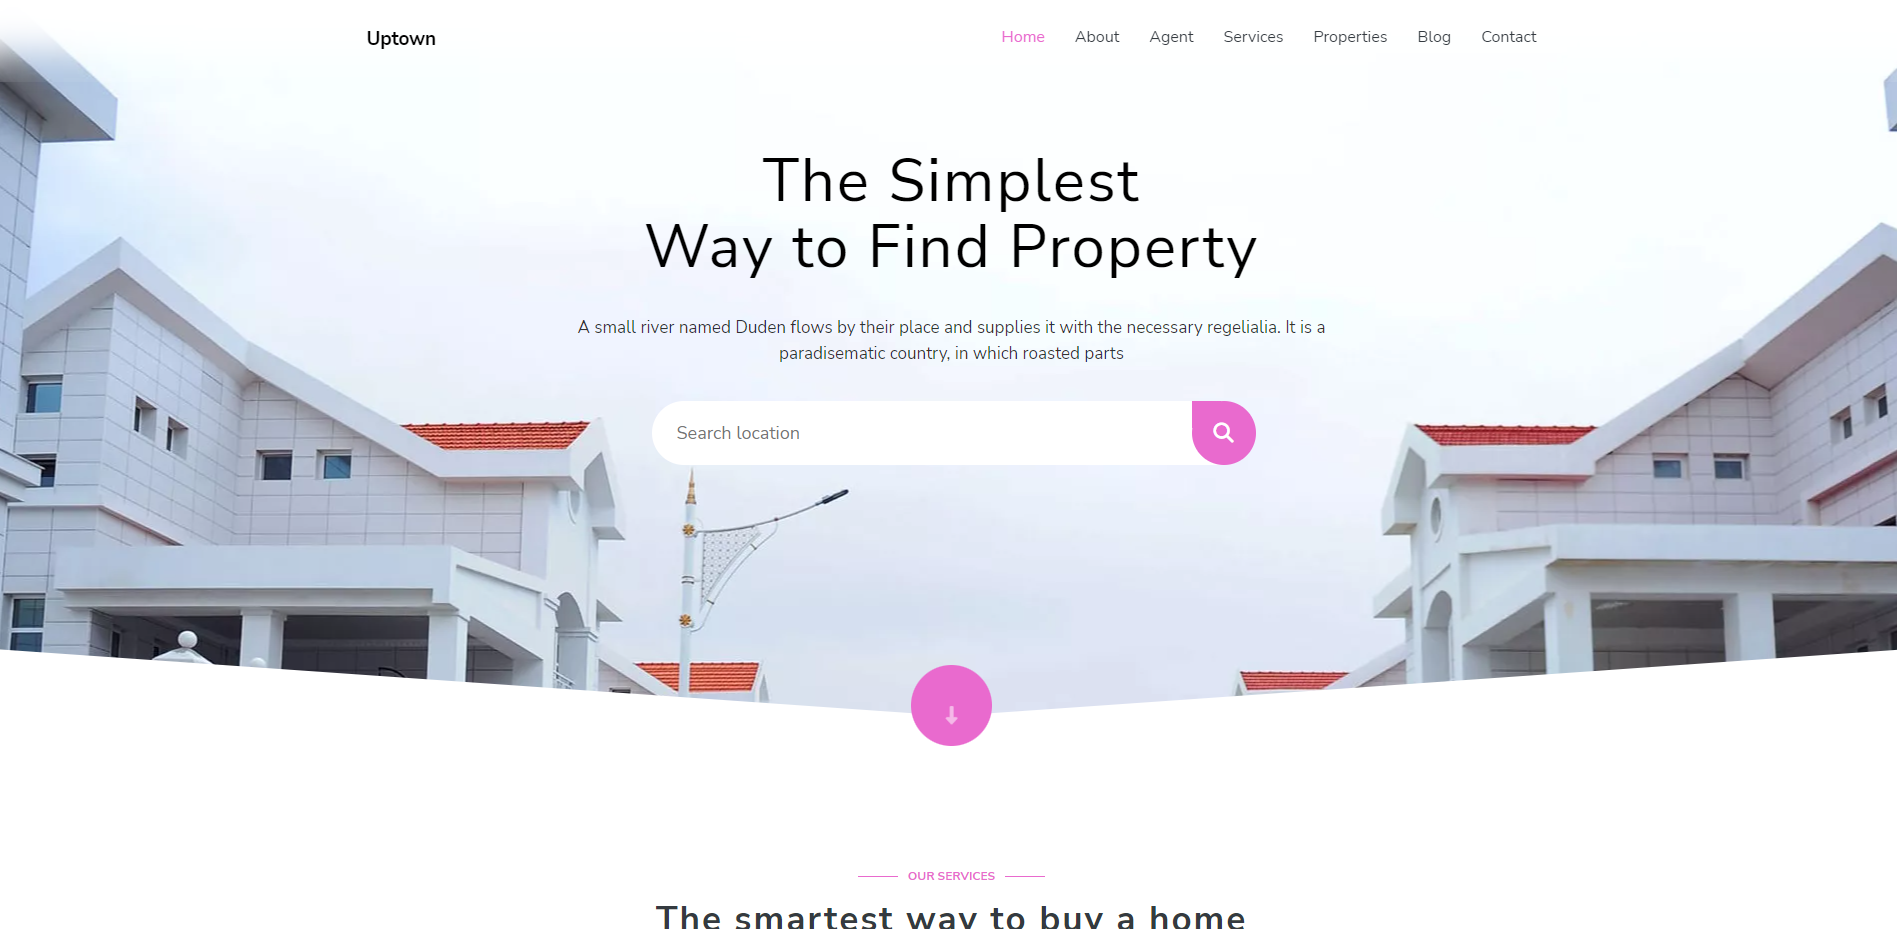 Uptown
Home About Agent Services Properties Blog Contact
The Simplest
Way to Find Property
A small river named Duden flows by their place and supplies it with the necessary regelialia. It is a
paradisematic country, in which roasted parts
Search location
OUR SERVICES
The smartest way to buy a home